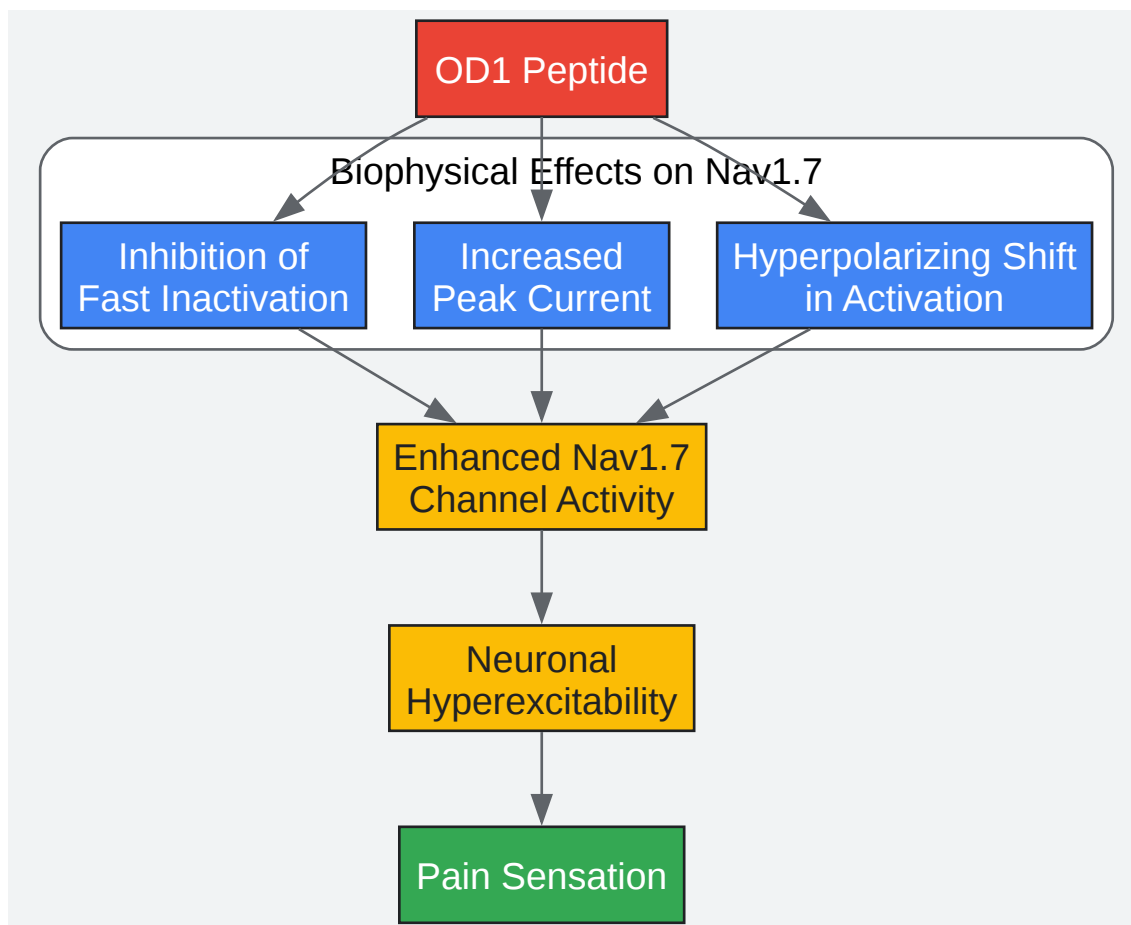 OD1 Peptide
Biophysical Effects on Nav1.7
Inhibition of
Fast Inactivation
Increased
Peak Current
Hyperpolarizing Shift
in Activation
Enhanced Nav1.7
Channel Activity
Neuronal
Hyperexcitability
Pain Sensation